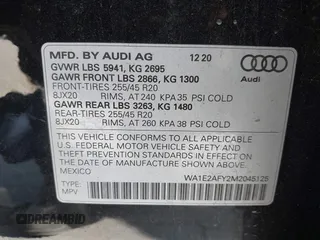 MFD. BY AUDI AG 12 20
GVWR LBS 5941, KG 2695
GAWR FRONT LBS 2866, KG 1300
FRONT-TIRES 255/45 R20
8JX20 RIMS, AT 240 KPA 35 PSI COLD
GAWR REAR LBS 3263, KG 1480
REAR-TIRES 255/45 R20
8JX20 RIMS, AT 260 KPA 38 PSI COLD
Audi
THIS VEHICLE CONFORMS TO ALL APPLICABLE
U.S. FEDERAL MOTOR VEHICLE SAFETY AND
THEFT PREVENTION STANDARDS IN EFFECT ON
THE DATE OF MANUFACTURE SHOWN ABOVE.
MEXICO WA1E2AFY2M2045125
TYPE:
MPV
DREAMBID